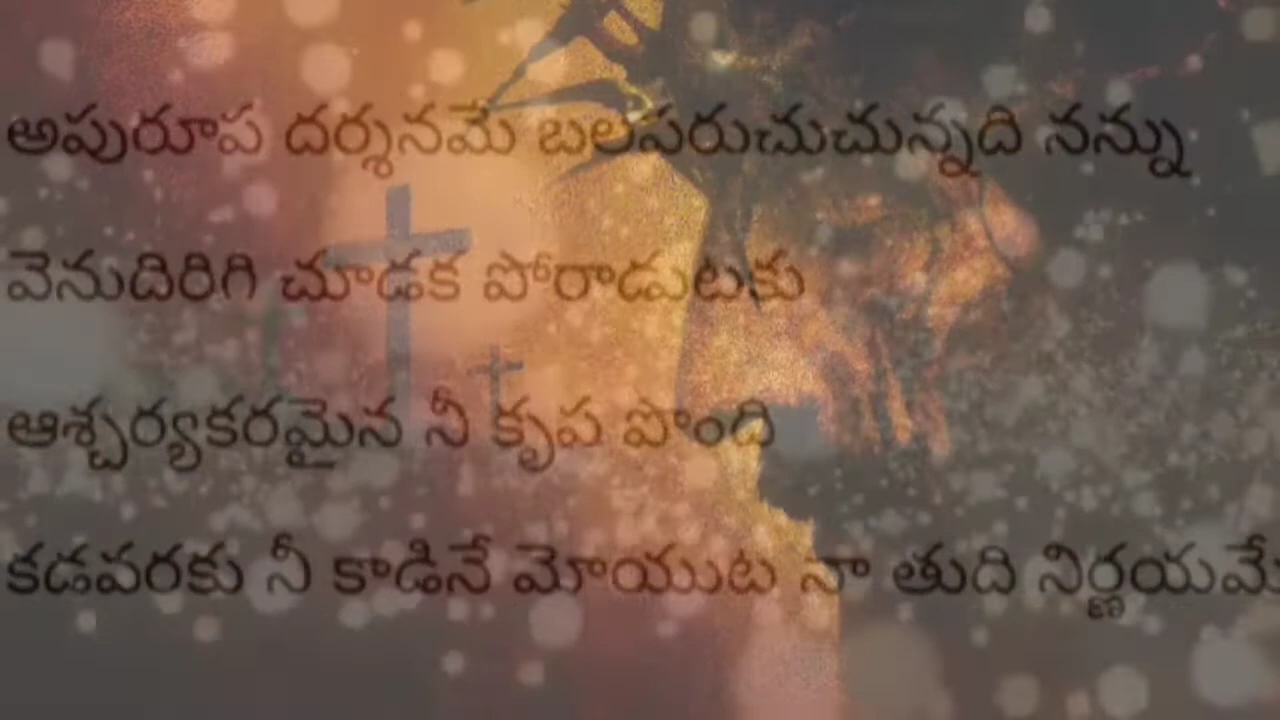 అపురూప దర్శనమే బలపరుచుచున్నది నన్ను
వెనుదిరిగి చూడక పోరాడుటకు
ఆశ్చర్యకరమైన నీ కృప పొంది
కడవరకు నీ కాడినే మోయుట నా తుది నిర్ణయమే